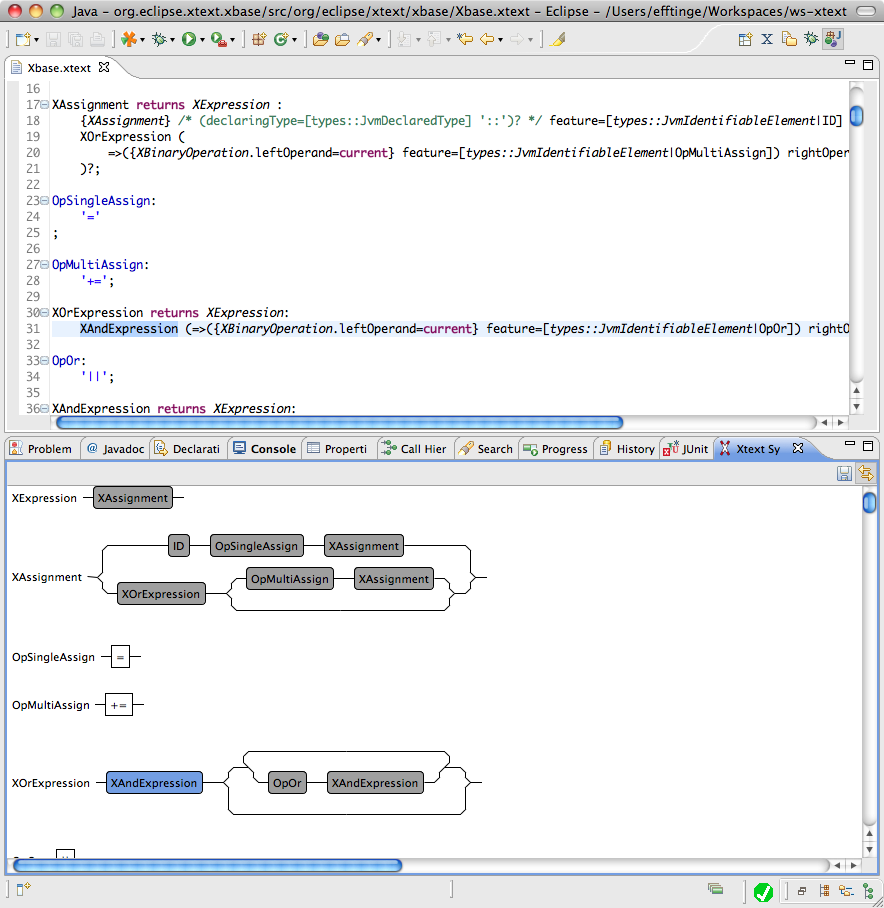 Java - org.eclipse.xtext.xbase/src/org/eclipse/xtext/xbase/Xbase.xtext - Eclipse - /Users/efftinge/Workspaces/ws-xtext
Xbase.xtext
16
17 XAssignment returns XExpression :
18 {XAssignment} /* (declaringType=[types::JvmDeclaredType] '::')? */ feature=[types::JvmIdentifiableElement|ID]
19 XOrExpression (
20 =>({XBinaryOperation.leftOperand=current} feature=[types::JvmIdentifiableElement|OpMultiAssign]) rightOper
21 )?;
22
23 OpSingleAssign:
24 '='
25 ;
26
27 OpMultiAssign:
28 '+=';
29
30 XOrExpression returns XExpression:
31 XAndExpression (=>({XBinaryOperation.leftOperand=current} feature=[types::JvmIdentifiableElement|OpOr]) rightO
32
33 OpOr:
34 '||';
35
36 XAndExpression returns XExpression:
Problem @ Javadoc Declarati Console Properti Call Hier Search Progress History JUnit Xtext Sy
XExpression XAssignment
ID OpSingleAssign XAssignment
XAssignment
OpMultiAssign XAssignment
XOrExpression
OpSingleAssign =
OpMultiAssign +=
XOrExpression XAndExpression OpOr XAndExpression